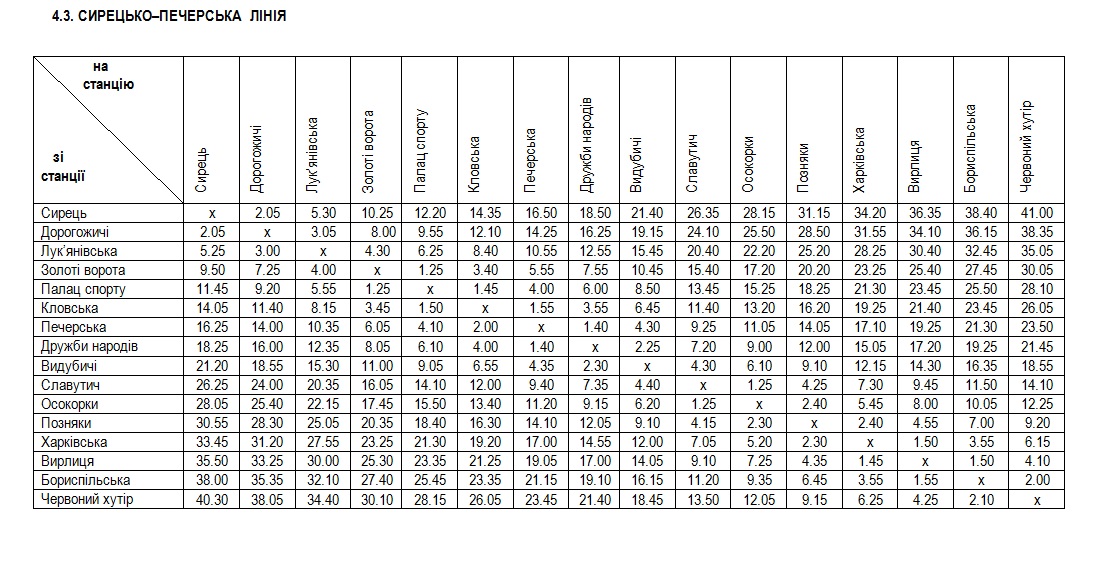 4.3. СИРЕЦЬКО–ПЕЧЕРСЬКА ЛІНІЯ
на
станцію
зі
станції
Сирець
Дорогожичі
Лук'янівська
Золоті ворота
Палац спорту
Кловська
Печерська
Дружби народів
Видубичі
Славутич
Осокорки
Позняки
Харківська
Вирлиця
Бориспільська
Червоний хутір
Сирець x 2.05 5.30 10.25 12.20 14.35 16.50 18.50 21.40 26.35 28.15 31.15 34.20 36.35 38.40 41.00
Дорогожичі 2.05 x 3.05 8.00 9.55 12.10 14.25 16.25 19.15 24.10 25.50 28.50 31.55 34.10 36.15 38.35
Лук'янівська 5.25 3.00 x 4.30 6.25 8.40 10.55 12.55 15.45 20.40 22.20 25.20 28.25 30.40 32.45 35.05
Золоті ворота 9.50 7.25 4.00 x 1.25 3.40 5.55 7.55 10.45 15.40 17.20 20.20 23.25 25.40 27.45 30.05
Палац спорту 11.45 9.20 5.55 1.25 x 1.45 4.00 6.00 8.50 13.45 15.25 18.25 21.30 23.45 25.50 28.10
Кловська 14.05 11.40 8.15 3.45 1.50 x 1.55 3.55 6.45 11.40 13.20 16.20 19.25 21.40 23.45 26.05
Печерська 16.25 14.00 10.35 6.05 4.10 2.00 x 1.40 4.30 9.25 11.05 14.05 17.10 19.25 21.30 23.50
Дружби народів 18.25 16.00 12.35 8.05 6.10 4.00 1.40 x 2.25 7.20 9.00 12.00 15.05 17.20 19.25 21.45
Видубичі 21.20 18.55 15.30 11.00 9.05 6.55 4.35 2.30 x 4.30 6.10 9.10 12.15 14.30 16.35 18.55
Славутич 26.25 24.00 20.35 16.05 14.10 12.00 9.40 7.35 4.40 x 1.25 4.25 7.30 9.45 11.50 14.10
Осокорки 28.05 25.40 22.15 17.45 15.50 13.40 11.20 9.15 6.20 1.25 x 2.40 5.45 8.00 10.05 12.25
Позняки 30.55 28.30 25.05 20.35 18.40 16.30 14.10 12.05 9.10 4.15 2.30 x 2.40 4.55 7.00 9.20
Харківська 33.45 31.20 27.55 23.25 21.30 19.20 17.00 14.55 12.00 7.05 5.20 2.30 x 1.50 3.55 6.15
Вирлиця 35.50 33.25 30.00 25.30 23.35 21.25 19.05 17.00 14.05 9.10 7.25 4.35 1.45 x 1.50 4.10
Бориспільська 38.00 35.35 32.10 27.40 25.45 23.35 21.15 19.10 16.15 11.20 9.35 6.45 3.55 1.55 x 2.00
Червоний хутір 40.30 38.05 34.40 30.10 28.15 26.05 23.45 21.40 18.45 13.50 12.05 9.15 6.25 4.25 2.10 x